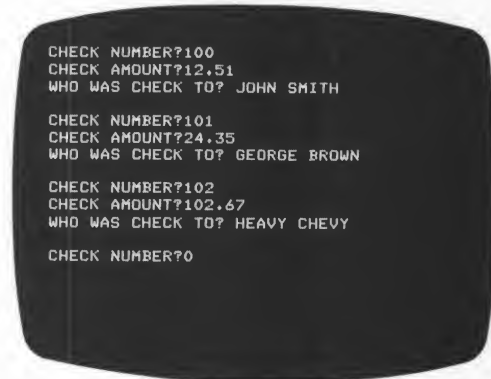 CHECK NUMBER?100
CHECK AMOUNT?12.51
WHO WAS CHECK TO? JOHN SMITH
CHECK NUMBER?101
CHECK AMOUNT?24.35
WHO WAS CHECK TO? GEORGE BROWN
CHECK NUMBER?102
CHECK AMOUNT?102.67
WHO WAS CHECK TO? HEAVY CHEVY
CHECK NUMBER?0